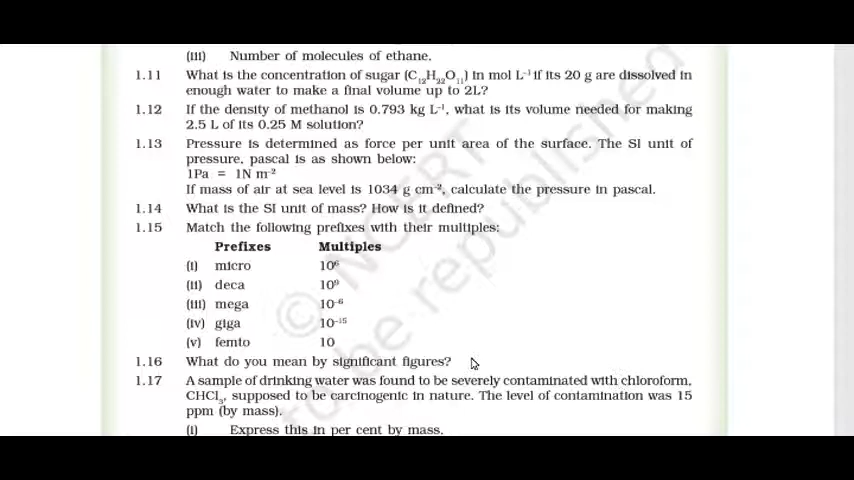 (iii) Number of molecules of ethane.
1.11 What is the concentration of sugar (C₁₂H₂₂O₁₁) in mol L⁻¹ if its 20 g are dissolved in
enough water to make a final volume up to 2L?
1.12 If the density of methanol is 0.793 kg L⁻¹, what is its volume needed for making
2.5 L of its 0.25 M solution?
1.13 Pressure is determined as force per unit area of the surface. The SI unit of
pressure, pascal is as shown below:
1Pa = 1N m⁻²
If mass of air at sea level is 1034 g cm⁻², calculate the pressure in pascal.
1.14 What is the SI unit of mass? How is it defined?
1.15 Match the following prefixes with their multiples:
Prefixes Multiples
(i) micro 10⁶
(ii) deca 10⁹
(iii) mega 10⁻⁶
(iv) giga 10⁻¹⁵
(v) femto 10
1.16 What do you mean by significant figures?
1.17 A sample of drinking water was found to be severely contaminated with chloroform,
CHCl₃, supposed to be carcinogenic in nature. The level of contamination was 15
ppm (by mass).
(i) Express this in per cent by mass.
© NCERT
to be republished